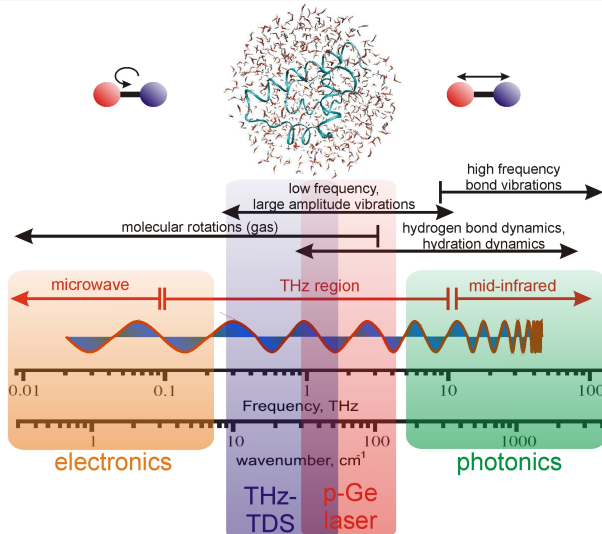 high frequency
bond vibrations
low frequency,
large amplitude vibrations
molecular rotations (gas)
hydrogen bond dynamics,
hydration dynamics
microwave
THz region
mid-infrared
0.01
0.1
1
10
100
Frequency, THz
1
10
100
1000
wavenumber, cm-1
electronics
photonics
THz-
TDS
p-Ge
laser